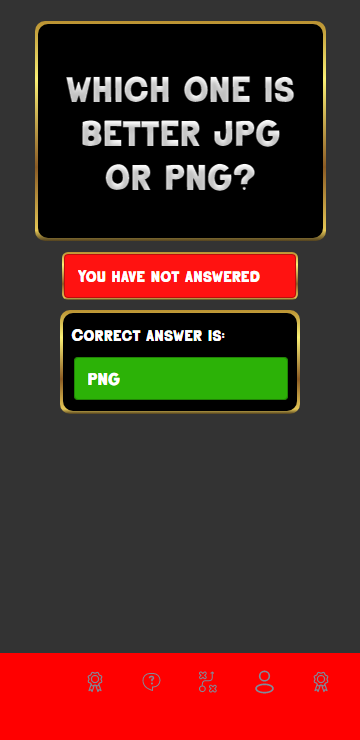 WHICH ONE IS
BETTER JPG
OR PNG?
YOU HAVE NOT ANSWERED
CORRECT ANSWER IS:
PNG